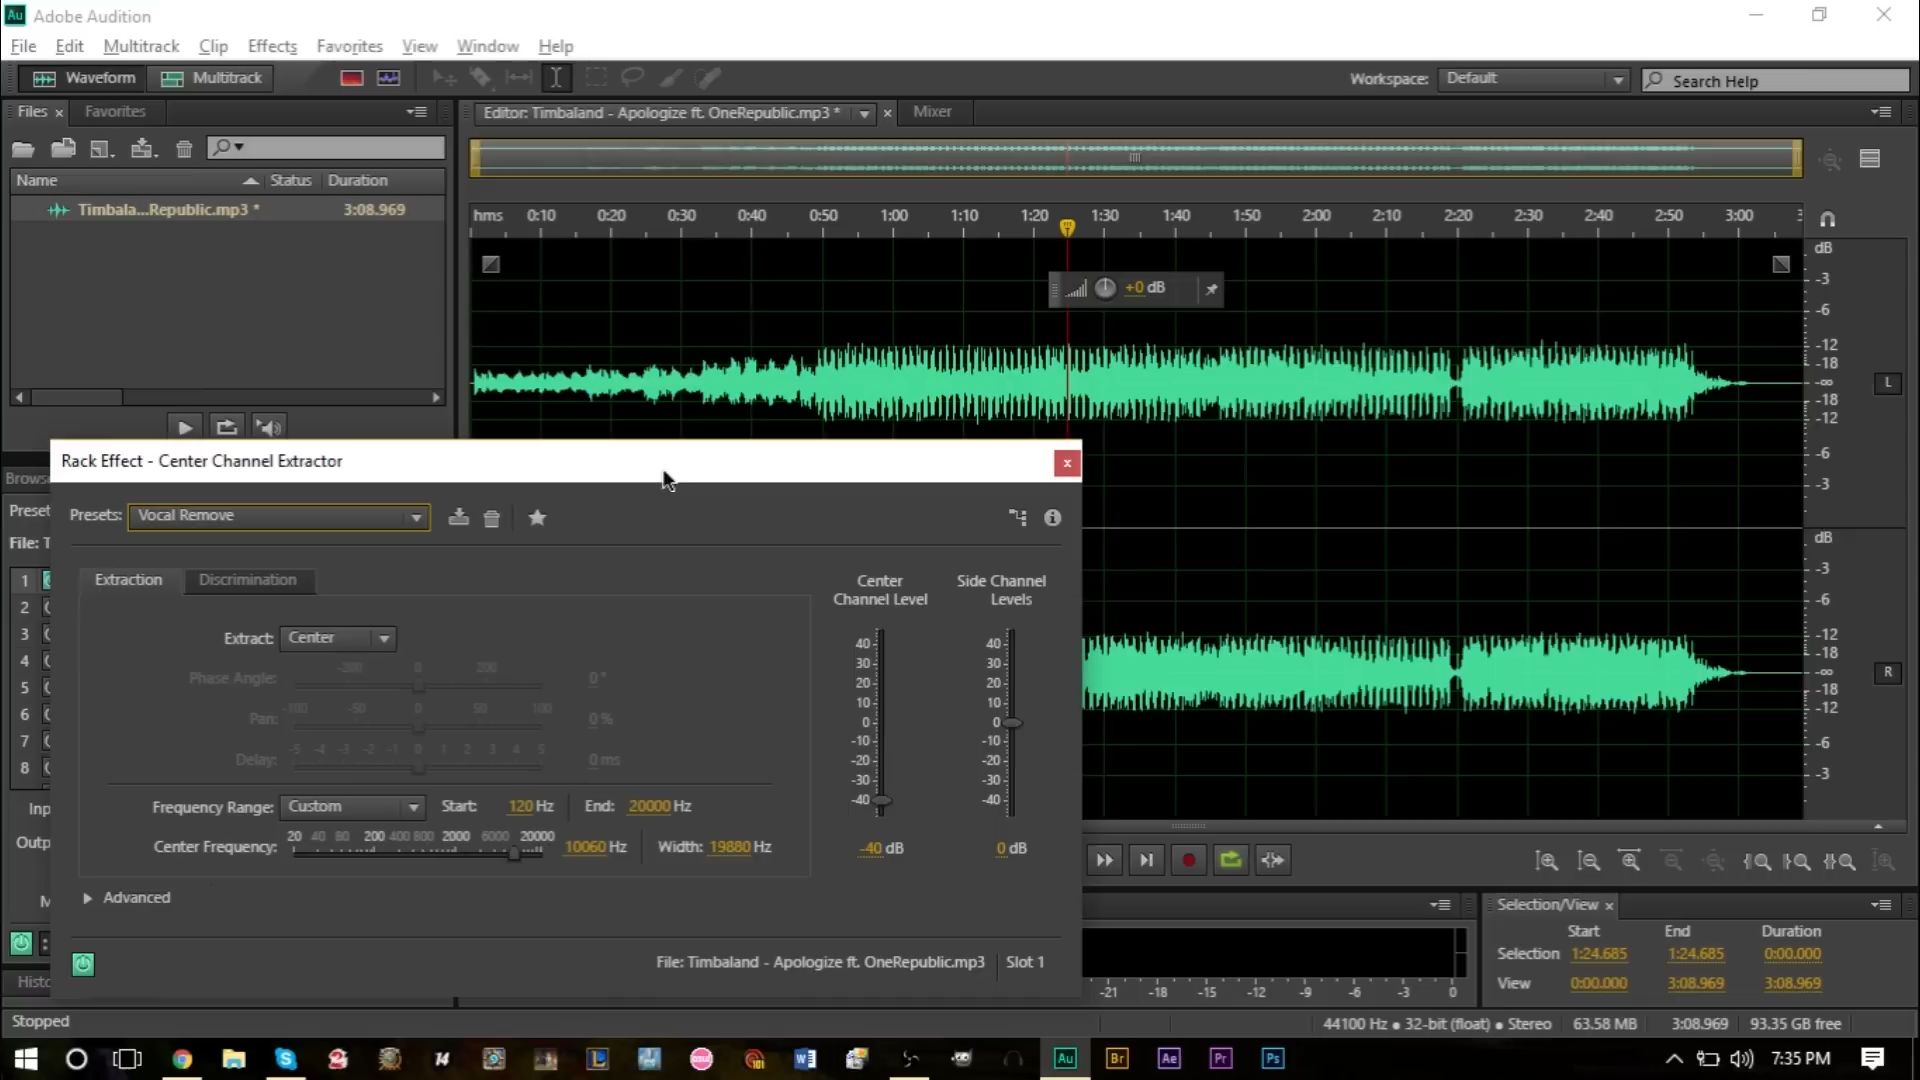 Au Adobe Audition
File Edit Multitrack Clip Effects Favorites View Window Help
Waveform Multitrack Workspace: Default Search Help
Files x Favorites
Editor: Timbaland - Apologize ft. OneRepublic.mp3 * x Mixer
Name Status Duration
Timbala...Republic.mp3 * 3:08.969
hms 0:10 0:20 0:30 0:40 0:50 1:00 1:10 1:20 1:30 1:40 1:50 2:00 2:10 2:20 2:30 2:40 2:50 3:00
+0 dB
dB
-3
-6
-12
-18
-∞
-18
-12
-6
-3
L
dB
-3
-6
-12
-18
-∞
-18
-12
-6
-3
R
Brows
Preset
File: T
1
2
3
4
5
6
7
8
Inp
Outp
M
Histo
Rack Effect - Center Channel Extractor x
Presets: Vocal Remove
Extraction Discrimination
Extract: Center
-200 0 200
Phase Angle: 0 °
-100 -50 0 50 100
Pan: 0 %
-5 -4 -3 -2 -1 0 1 2 3 4 5
Delay: 0 ms
Frequency Range: Custom Start: 120 Hz End: 20000 Hz
20 40 80 200 400 800 2000 6000 20000
Center Frequency: 10060 Hz Width: 19880 Hz
Advanced
Center
Channel Level
40
30
20
10
0
-10
-20
-30
-40
-40 dB
Side Channel
Levels
40
30
20
10
0
-10
-20
-30
-40
0 dB
File: Timbaland - Apologize ft. OneRepublic.mp3 Slot 1
-21 -18 -15 -12 -9 -6 -3 0
Selection/View x
Start End Duration
Selection 1:24.685 1:24.685 0:00.000
View 0:00.000 3:08.969 3:08.969
Stopped
44100 Hz ● 32-bit (float) ● Stereo 63.58 MB 3:08.969 93.35 GB free
14 L 101 W Au Br Ae Pr Ps 7:35 PM